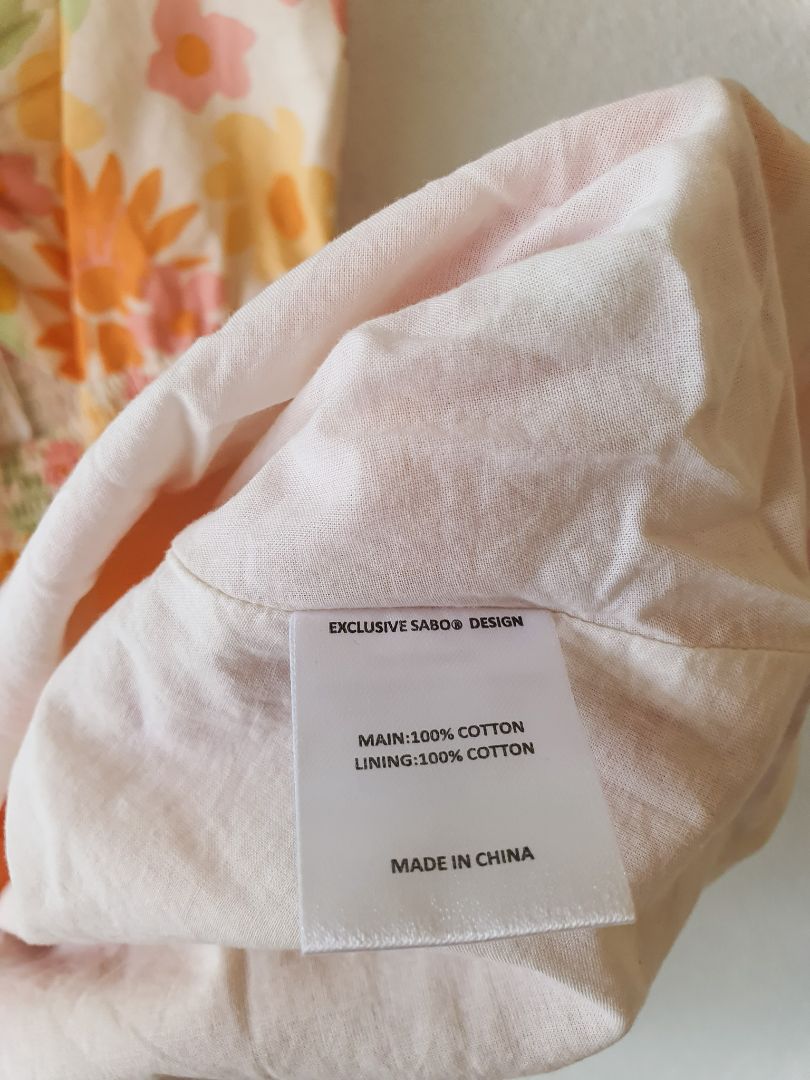 EXCLUSIVE SABO® DESIGN
MAIN:100% COTTON
LINING:100% COTTON
MADE IN CHINA